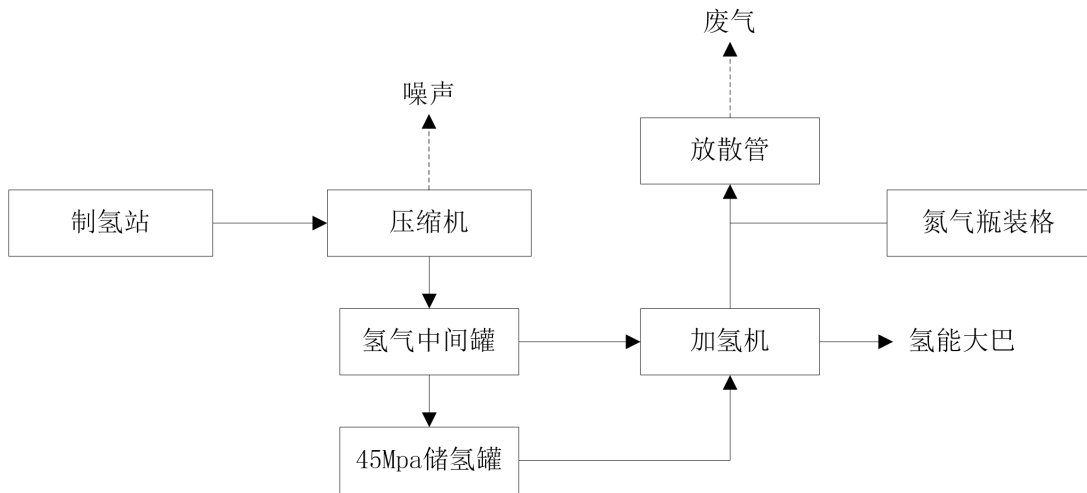 废气
噪声
放散管
制氢站
压缩机
氮气瓶装格
氢气中间罐
加氢机
氢能大巴
45Mpa储氢罐